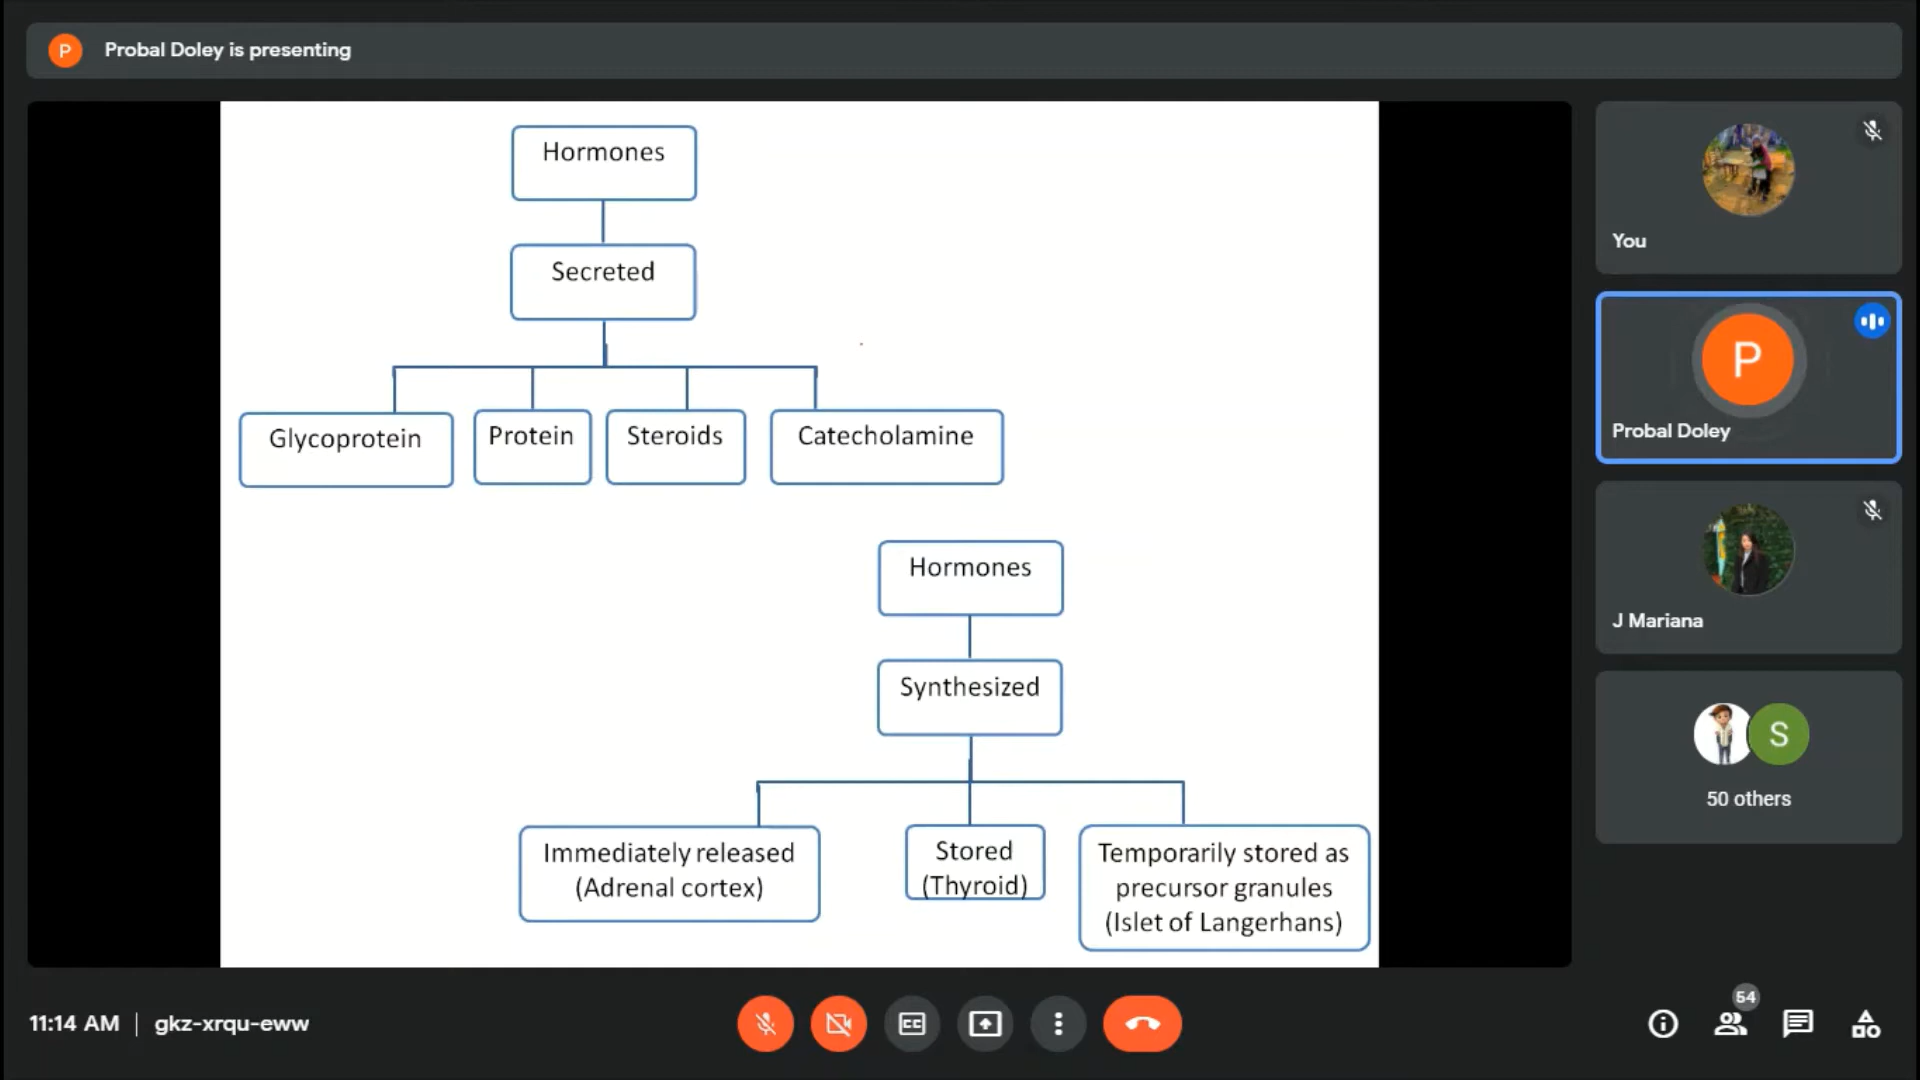 P
Probal Doley is presenting
Hormones
Secreted
Glycoprotein
Protein
Steroids
Catecholamine
Hormones
Synthesized
Immediately released
(Adrenal cortex)
Stored
(Thyroid)
Temporarily stored as
precursor granules
(Islet of Langerhans)
You
P
Probal Doley
J Mariana
S
50 others
11:14 AM | gkz-xrqu-eww
CC
54